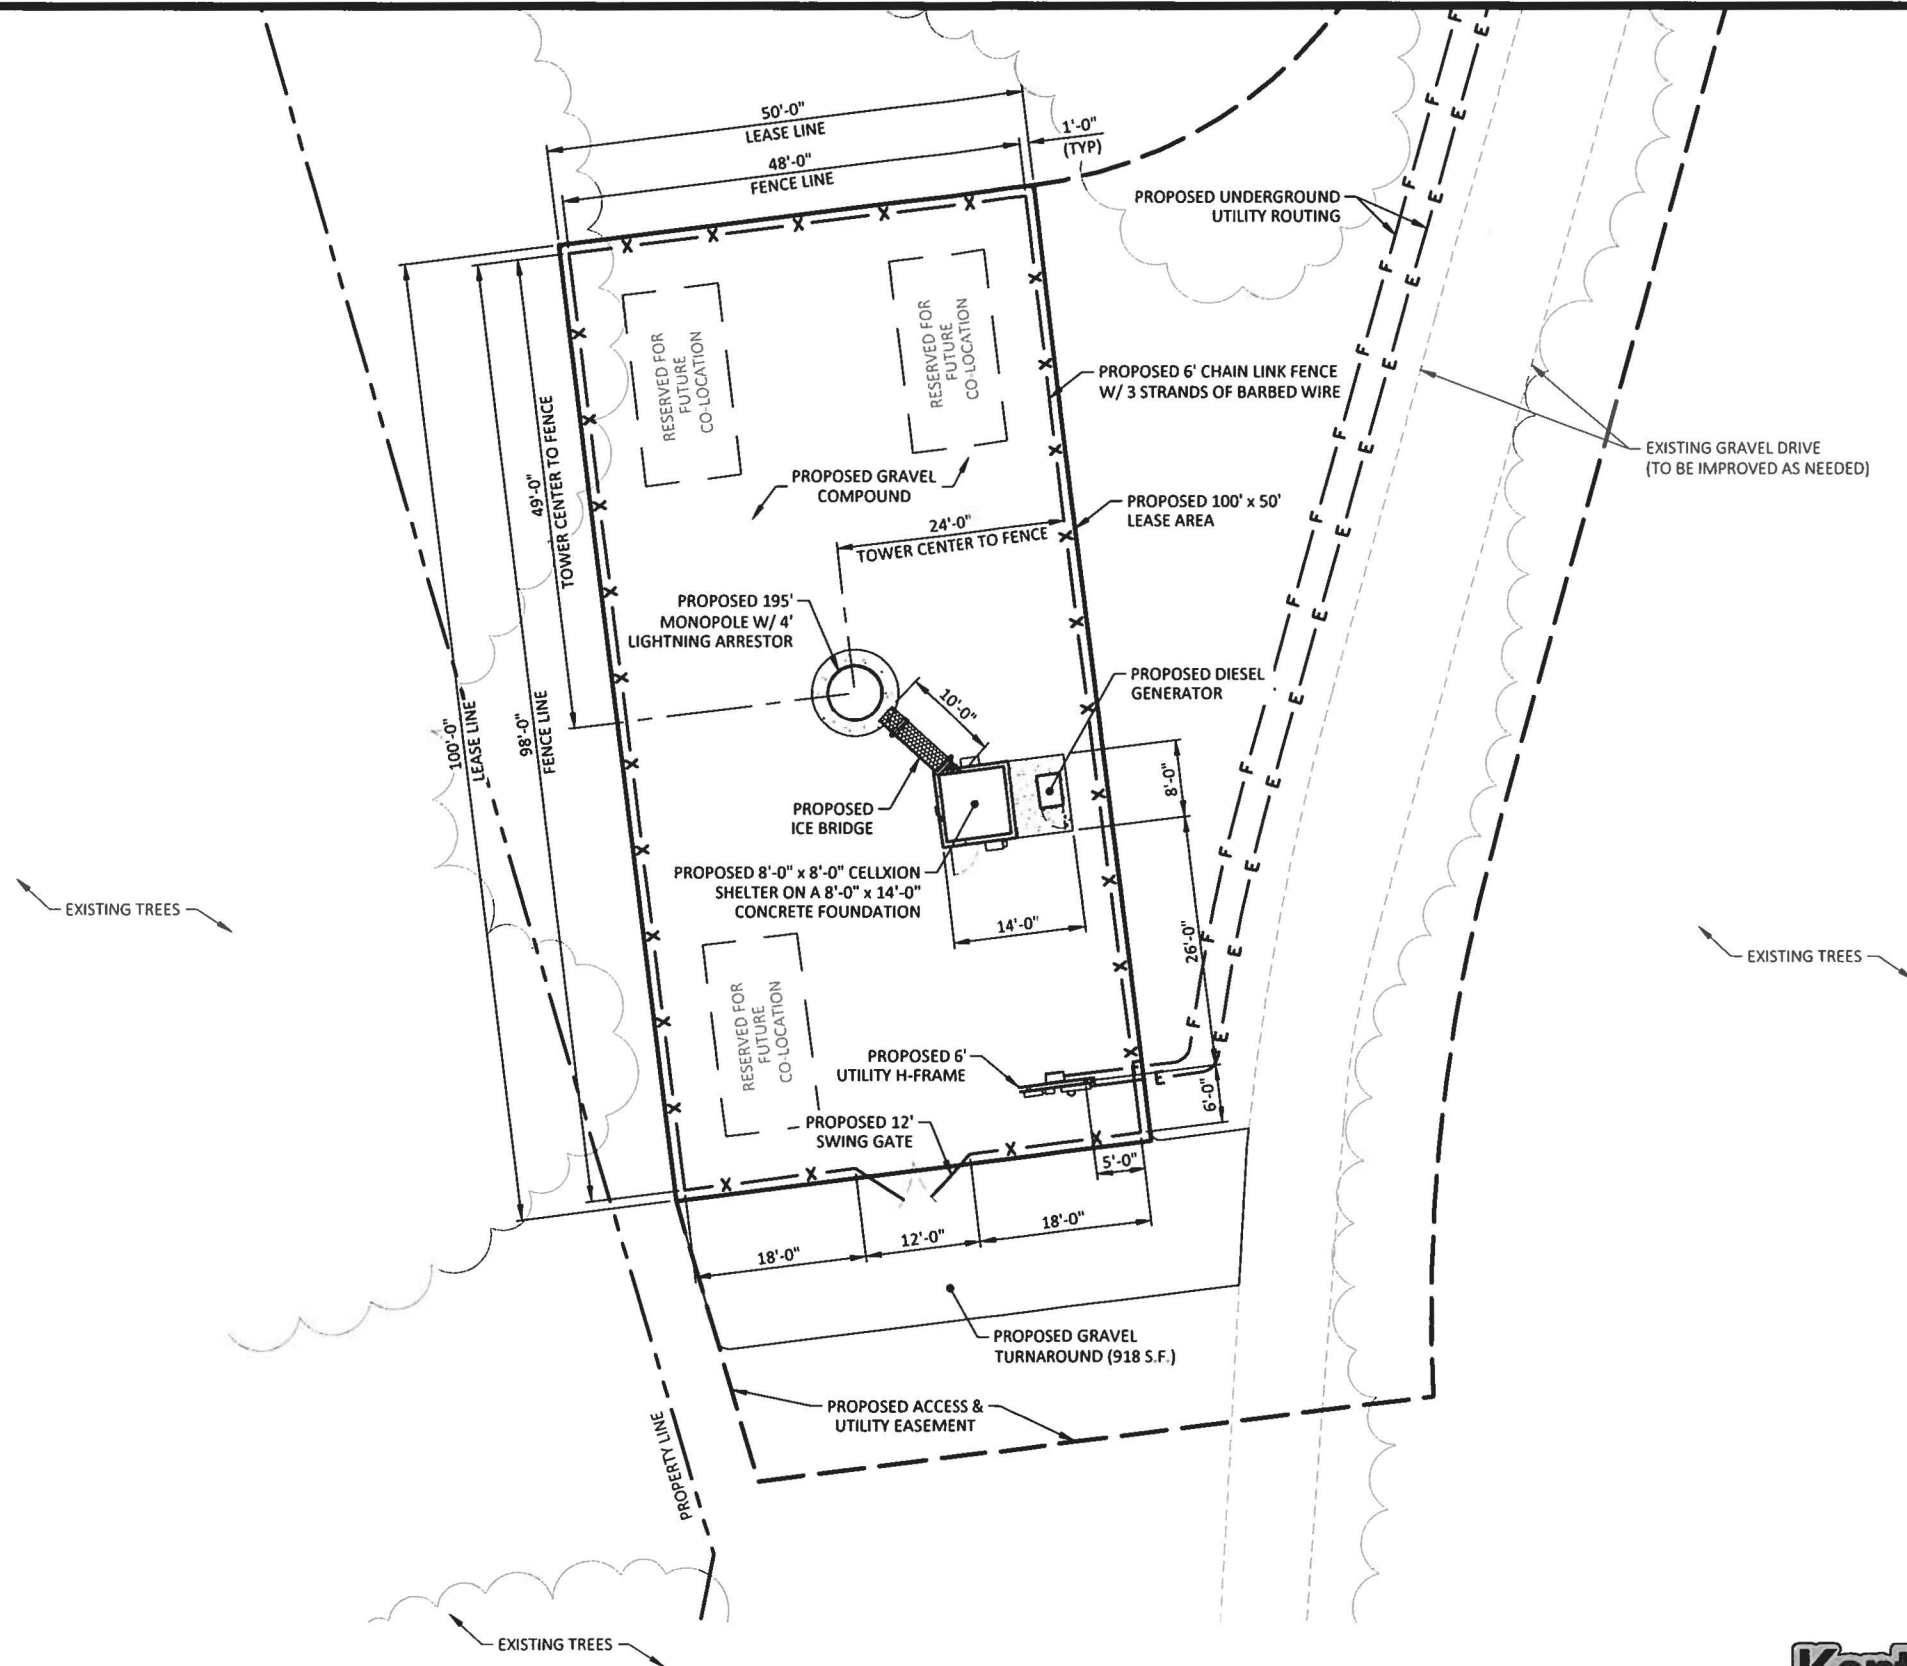 50'-0"
LEASE LINE
1'-0"
(TYP)
48'-0"
FENCE LINE
PROPOSED UNDERGROUND
UTILITY ROUTING
F F F F F F F F F F F F F
E E E E E E E E E E E E E E
X X X X X
RESERVED FOR
FUTURE
CO-LOCATION
RESERVED FOR
FUTURE
CO-LOCATION
PROPOSED 6' CHAIN LINK FENCE
W/ 3 STRANDS OF BARBED WIRE
EXISTING GRAVEL DRIVE
(TO BE IMPROVED AS NEEDED)
49'-0"
TOWER CENTER TO FENCE
PROPOSED GRAVEL
COMPOUND
PROPOSED 100' x 50'
LEASE AREA
24'-0"
TOWER CENTER TO FENCE
PROPOSED 195'
MONOPOLE W/ 4'
LIGHTNING ARRESTOR
PROPOSED DIESEL
GENERATOR
10'-0"
100'-0"
LEASE LINE
98'-0"
FENCE LINE
8'-0"
PROPOSED
ICE BRIDGE
PROPOSED 8'-0" x 8'-0" CELLXION
SHELTER ON A 8'-0" x 14'-0"
CONCRETE FOUNDATION
EXISTING TREES
14'-0"
26'-0"
EXISTING TREES
RESERVED FOR
FUTURE
CO-LOCATION
PROPOSED 6'
UTILITY H-FRAME
6'-0"
PROPOSED 12'
SWING GATE
5'-0"
18'-0"
12'-0"
18'-0"
PROPOSED GRAVEL
TURNAROUND (918 S.F.)
PROPOSED ACCESS &
UTILITY EASEMENT
PROPERTY LINE
EXISTING TREES